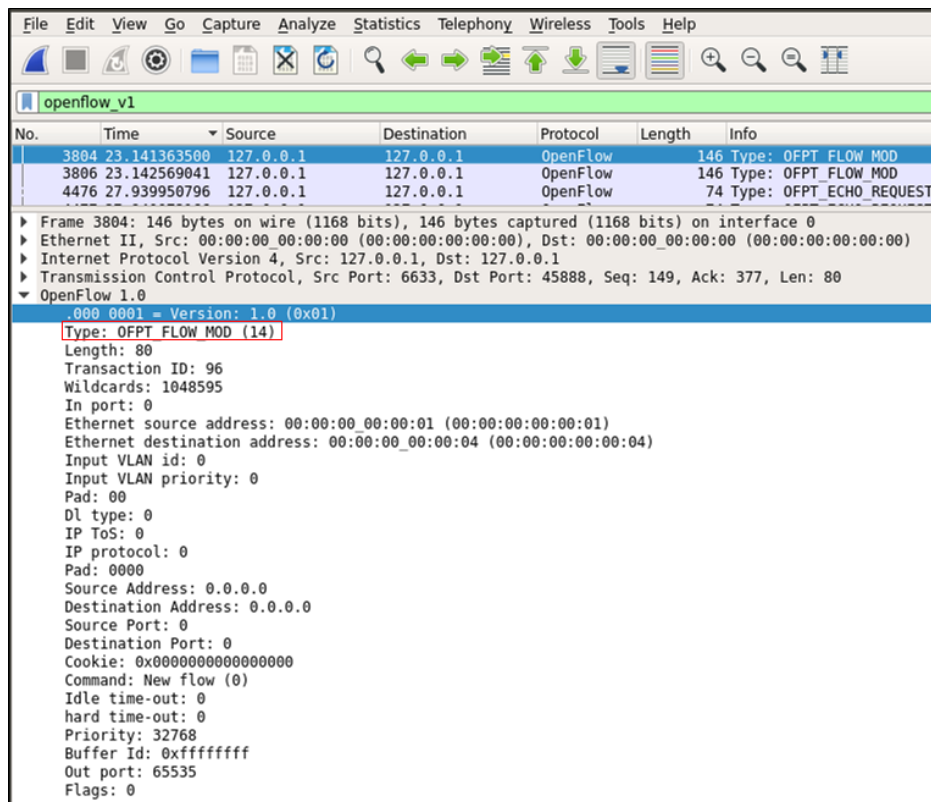 File Edit View Go Capture Analyze Statistics Telephony Wireless Tools Help
openflow_v1
No. Time Source Destination Protocol Length Info
3804 23.141363500 127.0.0.1 127.0.0.1 OpenFlow 146 Type: OFPT_FLOW_MOD
3806 23.142569041 127.0.0.1 127.0.0.1 OpenFlow 146 Type: OFPT_FLOW_MOD
4476 27.939950796 127.0.0.1 127.0.0.1 OpenFlow 74 Type: OFPT_ECHO_REQUEST
Frame 3804: 146 bytes on wire (1168 bits), 146 bytes captured (1168 bits) on interface 0
Ethernet II, Src: 00:00:00_00:00:00 (00:00:00:00:00:00), Dst: 00:00:00_00:00:00 (00:00:00:00:00:00)
Internet Protocol Version 4, Src: 127.0.0.1, Dst: 127.0.0.1
Transmission Control Protocol, Src Port: 6633, Dst Port: 45888, Seq: 149, Ack: 377, Len: 80
OpenFlow 1.0
.000 0001 = Version: 1.0 (0x01)
Type: OFPT_FLOW_MOD (14)
Length: 80
Transaction ID: 96
Wildcards: 1048595
In port: 0
Ethernet source address: 00:00:00_00:00:01 (00:00:00:00:00:01)
Ethernet destination address: 00:00:00_00:00:04 (00:00:00:00:00:04)
Input VLAN id: 0
Input VLAN priority: 0
Pad: 00
Dl type: 0
IP ToS: 0
IP protocol: 0
Pad: 0000
Source Address: 0.0.0.0
Destination Address: 0.0.0.0
Source Port: 0
Destination Port: 0
Cookie: 0x0000000000000000
Command: New flow (0)
Idle time-out: 0
hard time-out: 0
Priority: 32768
Buffer Id: 0xffffffff
Out port: 65535
Flags: 0